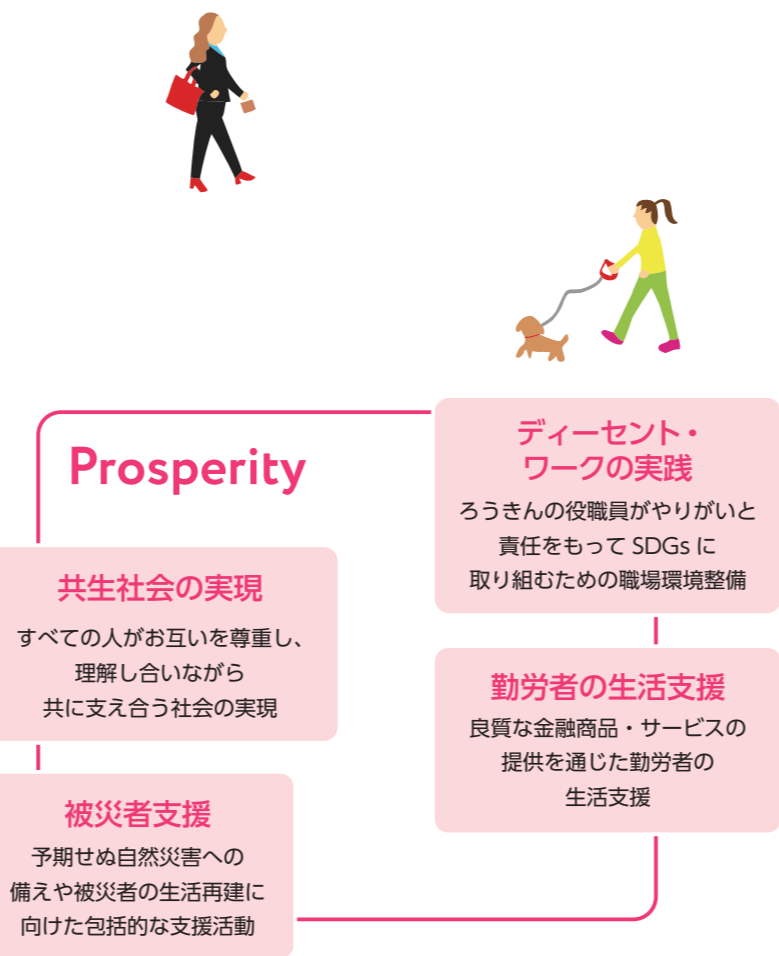 Prosperity
ディーセント・
ワークの実践
ろうきんの役職員がやりがいと
責任をもって SDGs に
取り組むための職場環境整備
共生社会の実現
すべての人がお互いを尊重し、
理解し合いながら
共に支え合う社会の実現
勤労者の生活支援
良質な金融商品・サービスの
提供を通じた勤労者の
生活支援
被災者支援
予期せぬ自然災害への
備えや被災者の生活再建に
向けた包括的な支援活動